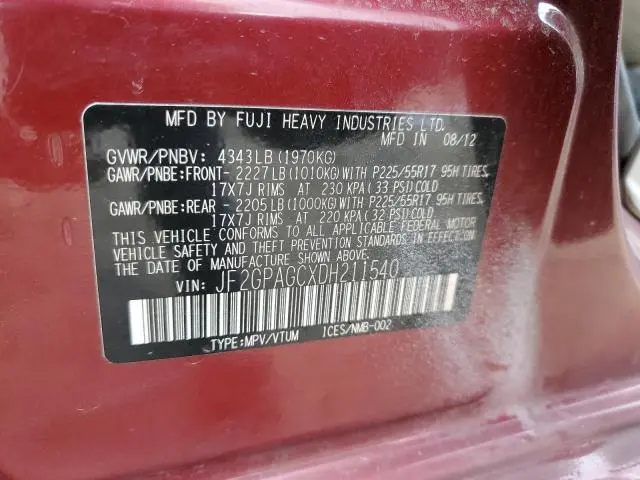 MFD BY FUJI HEAVY INDUSTRIES LTD.
MFD IN 08/12
GVWR/PNBV: 4343LB(1970KG)
GAWR/PNBE:FRONT- 2227LB(1010KG)WITH P225/55R17 95H TIRES,
17X7J RIMS AT 230 KPA(33 PSI)COLD
GAWR/PNBE:REAR - 2205LB(1000KG)WITH P225/55R17 95H TIRES,
17X7J RIMS AT 220 KPA(32 PSI)COLD
THIS VEHICLE CONFORMS TO ALL APPLICABLE FEDERAL MOTOR
VEHICLE SAFETY AND THEFT PREVENTION STANDARDS IN EFFECT ON
THE DATE OF MANUFACTURE SHOWN ABOVE.
VIN: JF2GPAGCXDH211540
TYPE:MPV/VTUM ICES/NMB-002